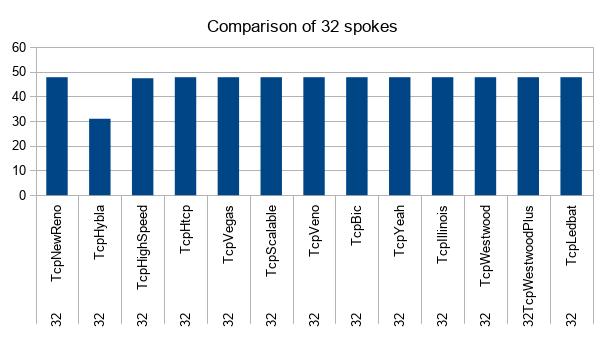 Comparison of 32 spokes
60
50
40
30
20
10
0
TcpNewReno
TcpHybla
TcpHighSpeed
TcpHtcp
TcpVegas
TcpScalable
TcpVeno
TcpBic
TcpYeah
TcpIllinois
TcpWestwood
TcpWestwoodPlus
TcpLedbat
32
32
32
32
32
32
32
32
32
32
32
32
32